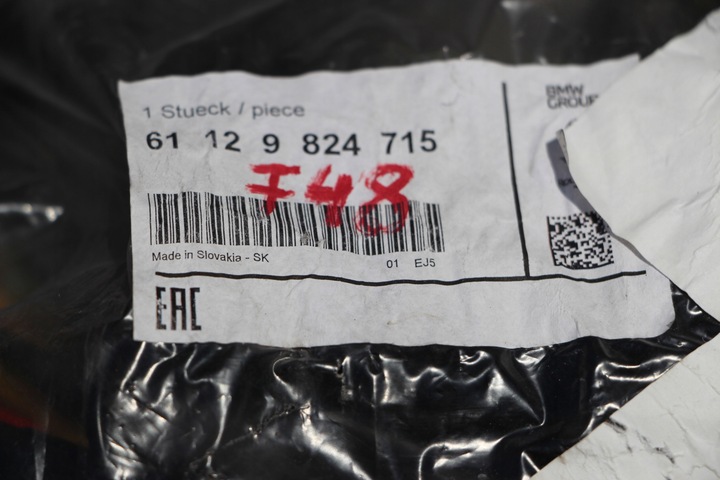 1 Stueck / piece
61 12 9 824 715
F48
Made in Slovakia - SK
01 EJ5
BMW
GROUP
EAC